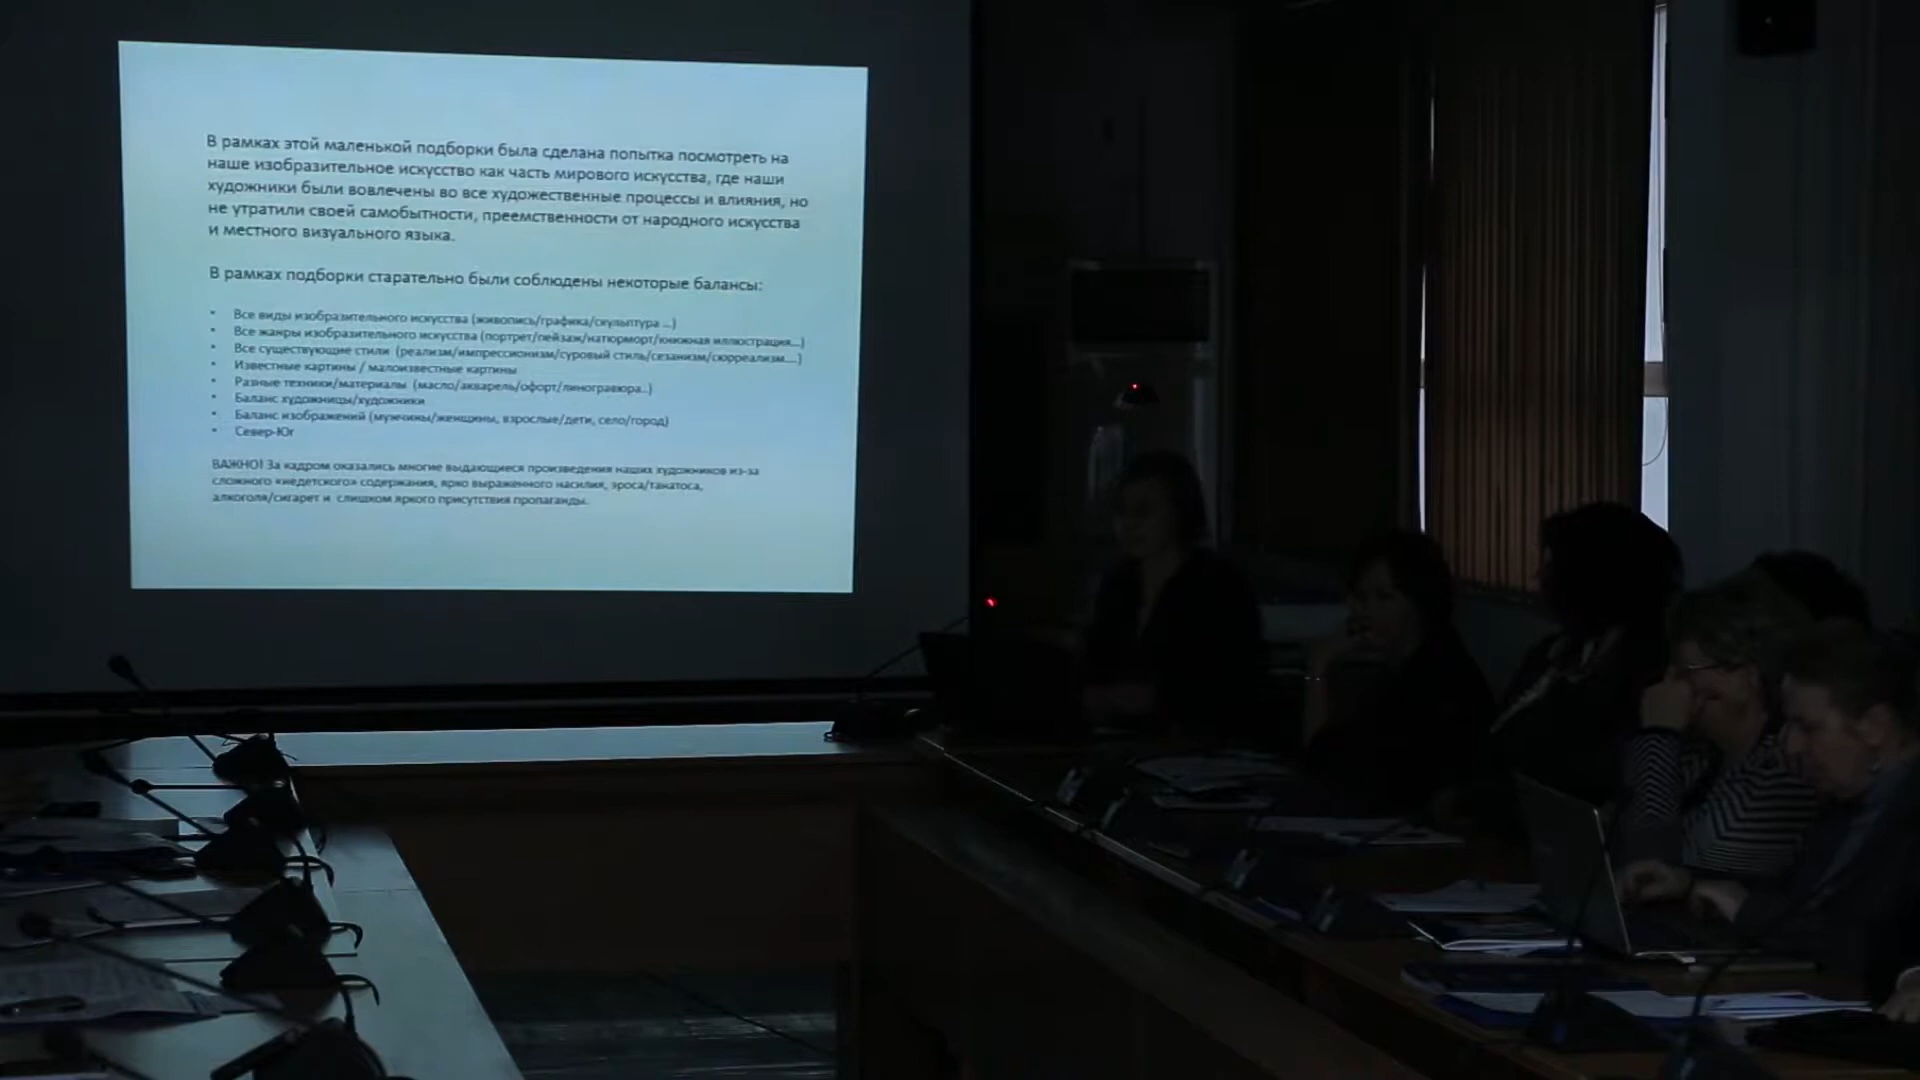 В рамках этой маленькой подборки была сделана попытка посмотреть на
наше изобразительное искусство как часть мирового искусства, где наши
художники были вовлечены во все художественные процессы и влияния, но
не утратили своей самобытности, преемственности от народного искусства
и местного визуального языка.
В рамках подборки старательно были соблюдены некоторые балансы:
• Все виды изобразительного искусства (живопись/графика/скульптура ...)
• Все жанры изобразительного искусства (портрет/пейзаж/натюрморт/книжная иллюстрация...)
• Все существующие стили (реализм/импрессионизм/суровый стиль/сезанизм/сюрреализм....)
• Известные картины / малоизвестные картины
• Разные техники/материалы (масло/акварель/офорт/линогравюра..)
• Баланс художницы/художники
• Баланс изображений (мужчины/женщины, взрослые/дети, село/город)
• Север-Юг
ВАЖНО! За кадром оказались многие выдающиеся произведения наших художников из-за
сложного «недетского» содержания, ярко выраженного насилия, эроса/танатоса,
алкоголя/сигарет и слишком яркого присутствия пропаганды.